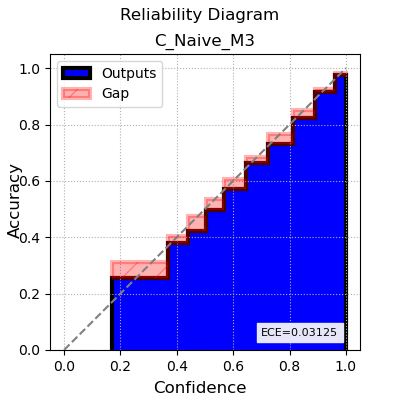 Reliability Diagram
C_Naive_M3
Outputs
Gap
1.0
0.8
0.6
0.4
0.2
0.0
Accuracy
ECE=0.03125
0.0 0.2 0.4 0.6 0.8 1.0
Confidence